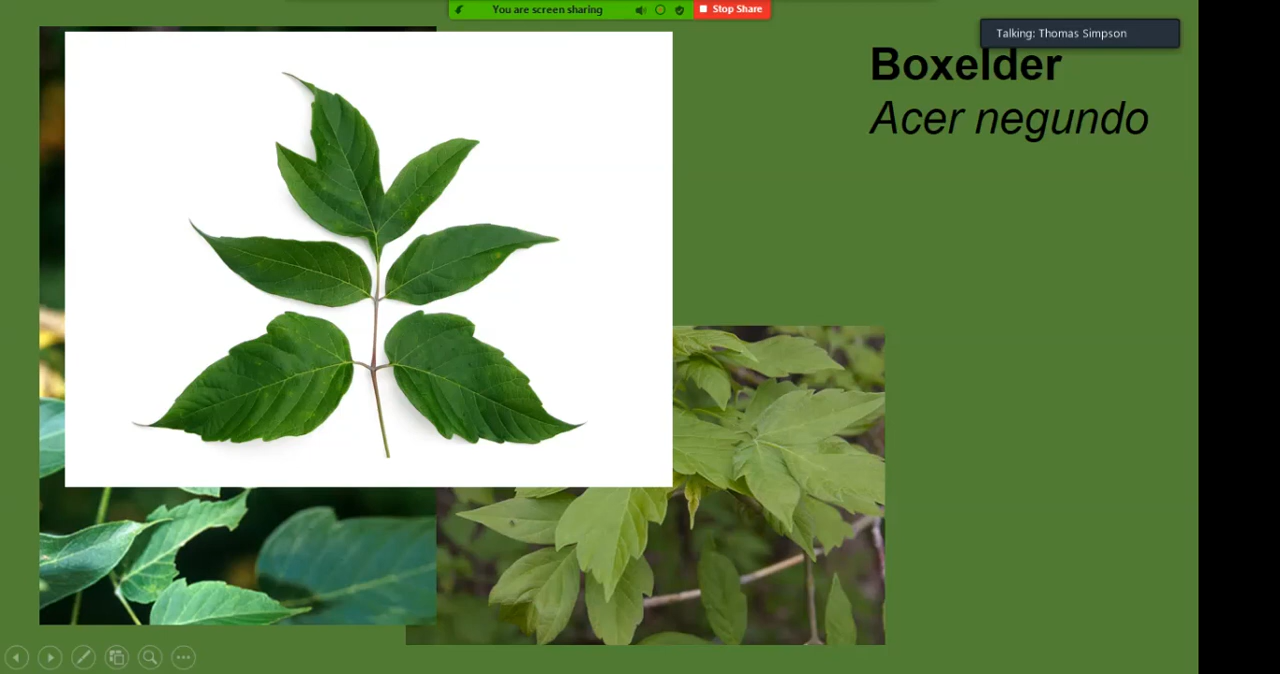 You are screen sharing
Stop Share
Talking: Thomas Simpson
Boxelder
Acer negundo